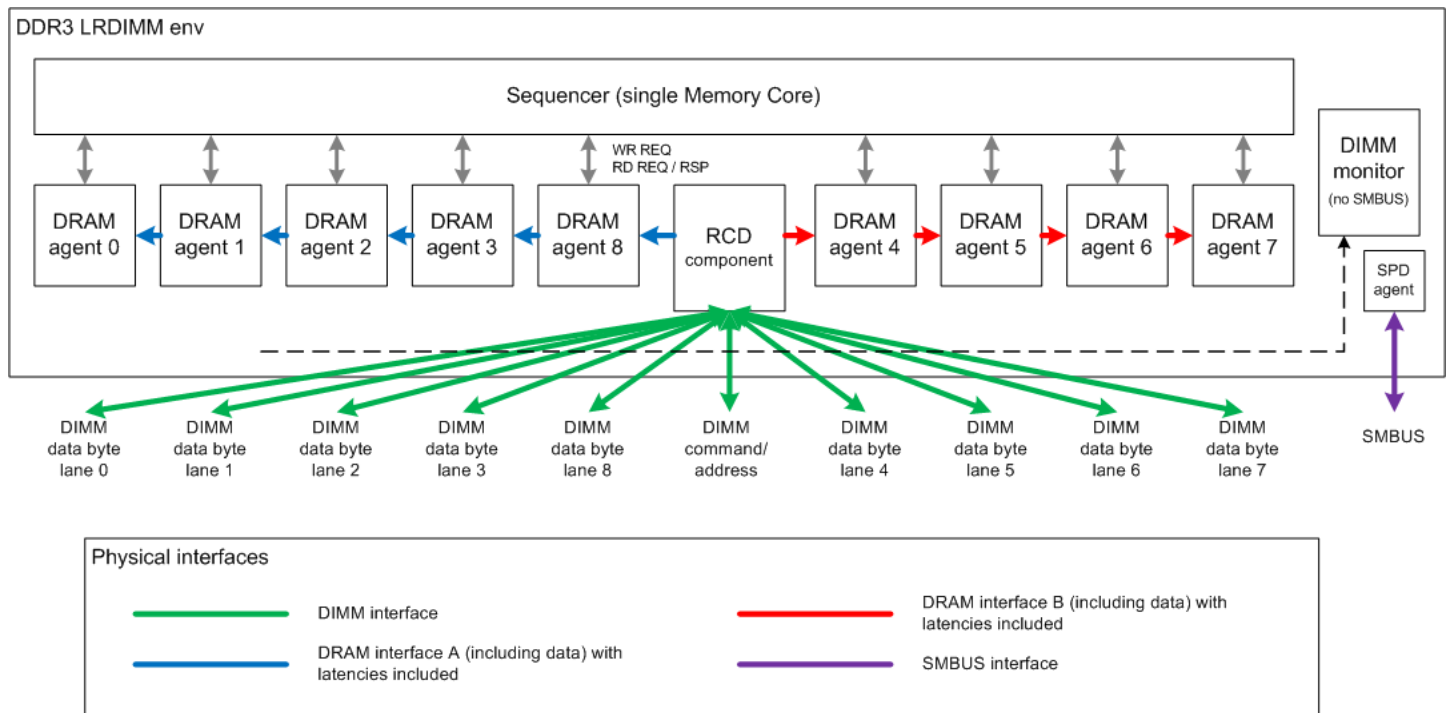 DDR3 LRDIMM env
Sequencer (single Memory Core)
WR REQ
RD REQ / RSP
DRAM
agent 0
DRAM
agent 1
DRAM
agent 2
DRAM
agent 3
DRAM
agent 8
RCD
component
DRAM
agent 4
DRAM
agent 5
DRAM
agent 6
DRAM
agent 7
DIMM
monitor
(no SMBUS)
SPD
agent
DIMM
data byte
lane 0
DIMM
data byte
lane 1
DIMM
data byte
lane 2
DIMM
data byte
lane 3
DIMM
data byte
lane 8
DIMM
command/
address
DIMM
data byte
lane 4
DIMM
data byte
lane 5
DIMM
data byte
lane 6
DIMM
data byte
lane 7
SMBUS
Physical interfaces
DIMM interface
DRAM interface A (including data) with
latencies included
DRAM interface B (including data) with
latencies included
SMBUS interface